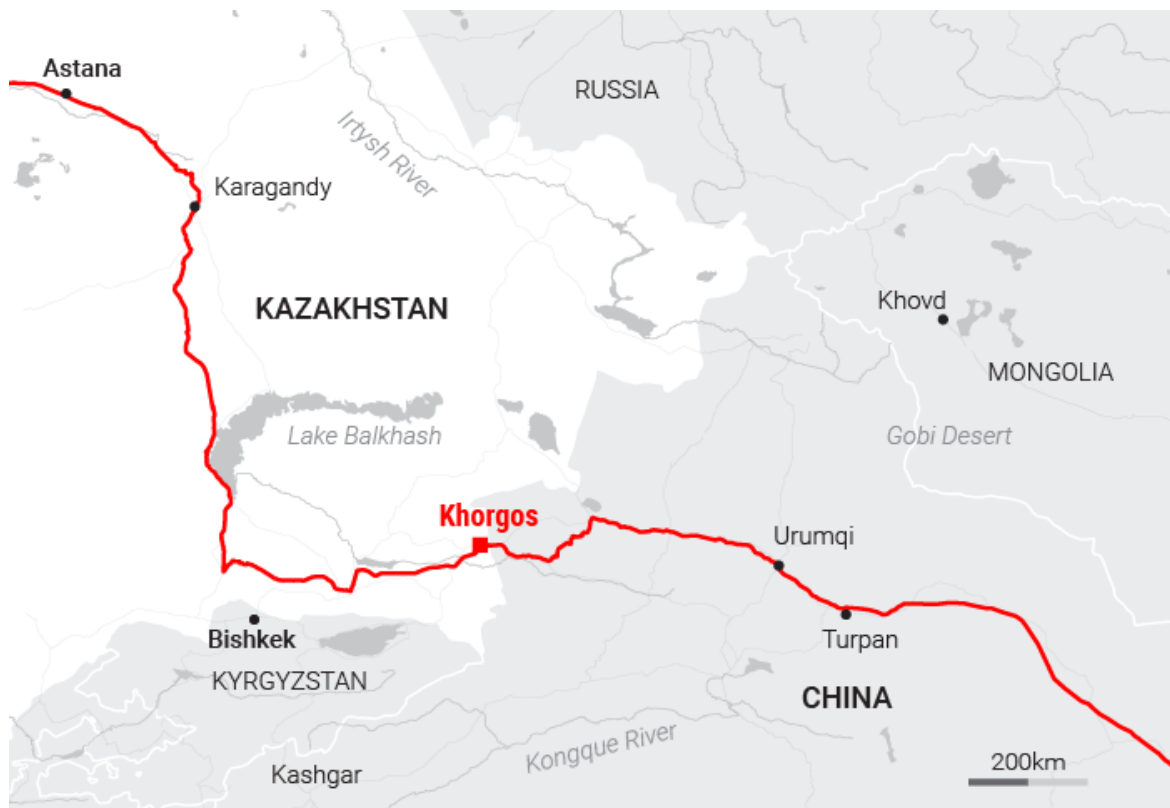 Astana
RUSSIA
Irtysh River
Karagandy
KAZAKHSTAN
Khovd
MONGOLIA
Lake Balkhash
Gobi Desert
Khorgos
Urumqi
Bishkek
Turpan
KYRGYZSTAN
CHINA
Kongque River
Kashgar
200km